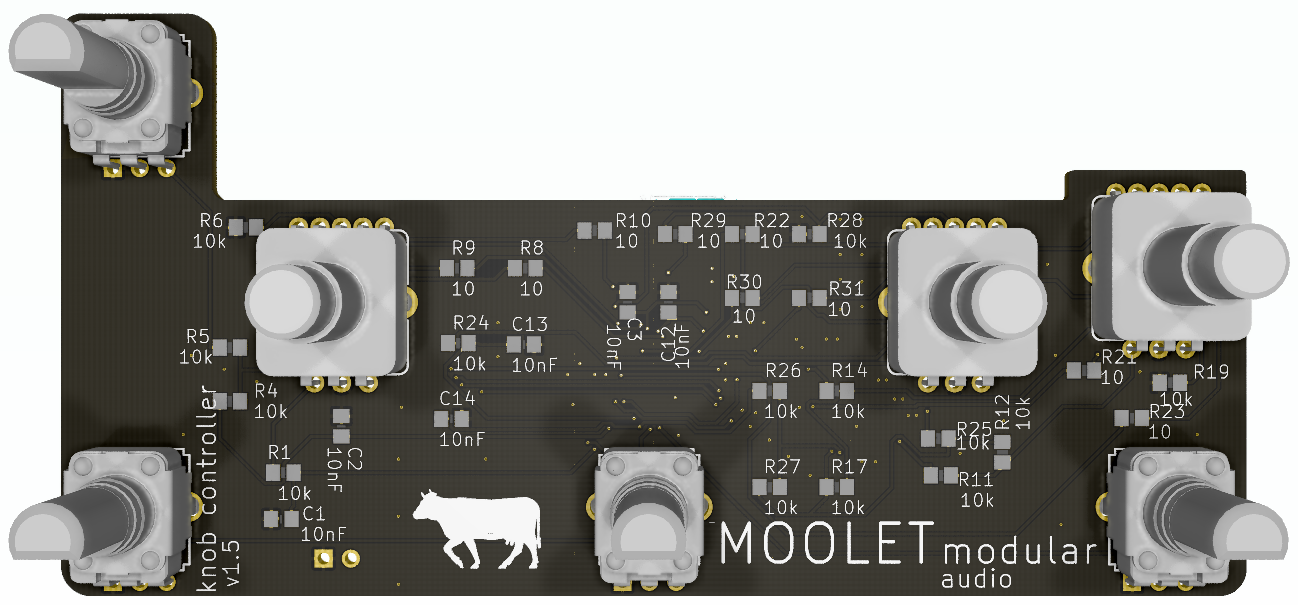 R6
10k
R10
10
R29
10
R22
10
R28
10k
R9
10
R8
10
R30
10
R31
10
C3
10nF
C12
10nF
R5
10k
R24
10k
C13
10nF
R26
10k
R14
10k
R21
10
R19
10k
R4
10k
C14
10nF
R23
10
R12
10k
R25
10k
C2
10nF
R1
10k
R27
10k
R17
10k
R11
10k
C1
10nF
knob controller
v1.5
MOOLET modular
audio